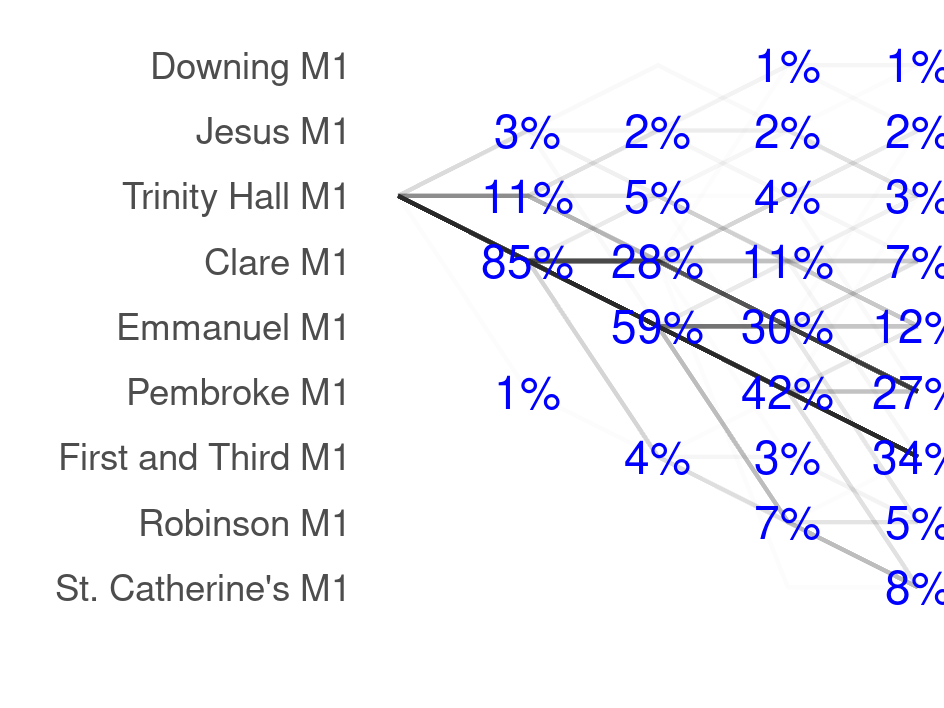 Downing M1 1% 1%
Jesus M1 3% 2% 2% 2%
Trinity Hall M1 11% 5% 4% 3%
Clare M1 85% 28% 11% 7%
Emmanuel M1 59% 30% 12%
Pembroke M1 1% 42% 27%
First and Third M1 4% 3% 34%
Robinson M1 7% 5%
St. Catherine's M1 8%